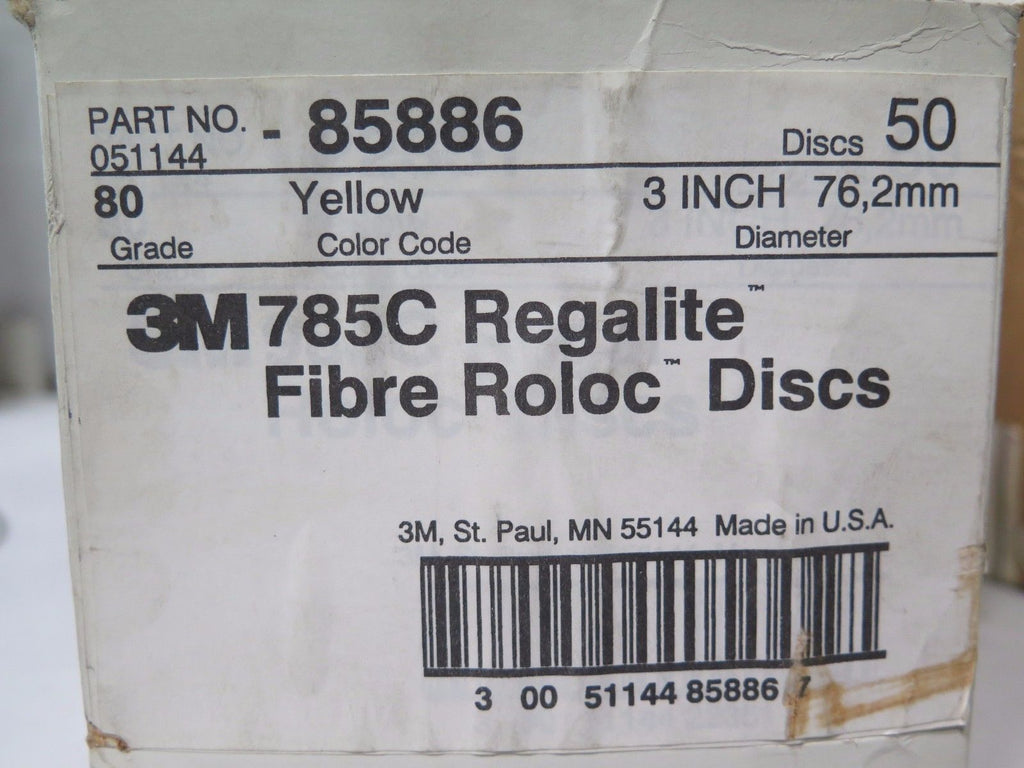 PART NO. - 85886 Discs 50
051144
80 Yellow 3 INCH 76,2mm
Grade Color Code Diameter
3M 785C Regalite™
Fibre Roloc™ Discs
3M, St. Paul, MN 55144 Made in U.S.A.
3 00 51144 85886 7